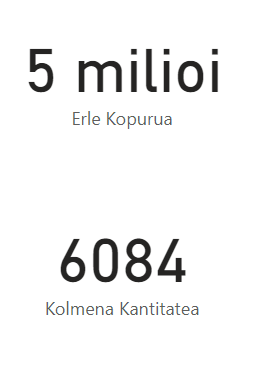 5 milioi
Erle Kopurua
6084
Kolmena Kantitatea